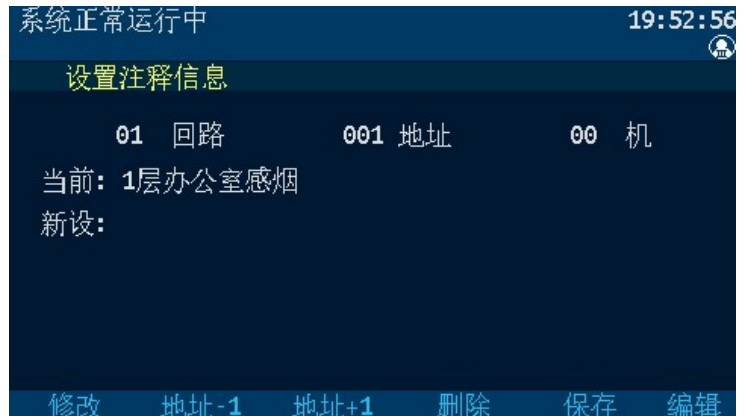 系统正常运行中 19:52:56
设置注释信息
01 回路 001 地址 00 机
当前: 1层办公室感烟
新设:
修改 地址-1 地址+1 删除 保存 编辑